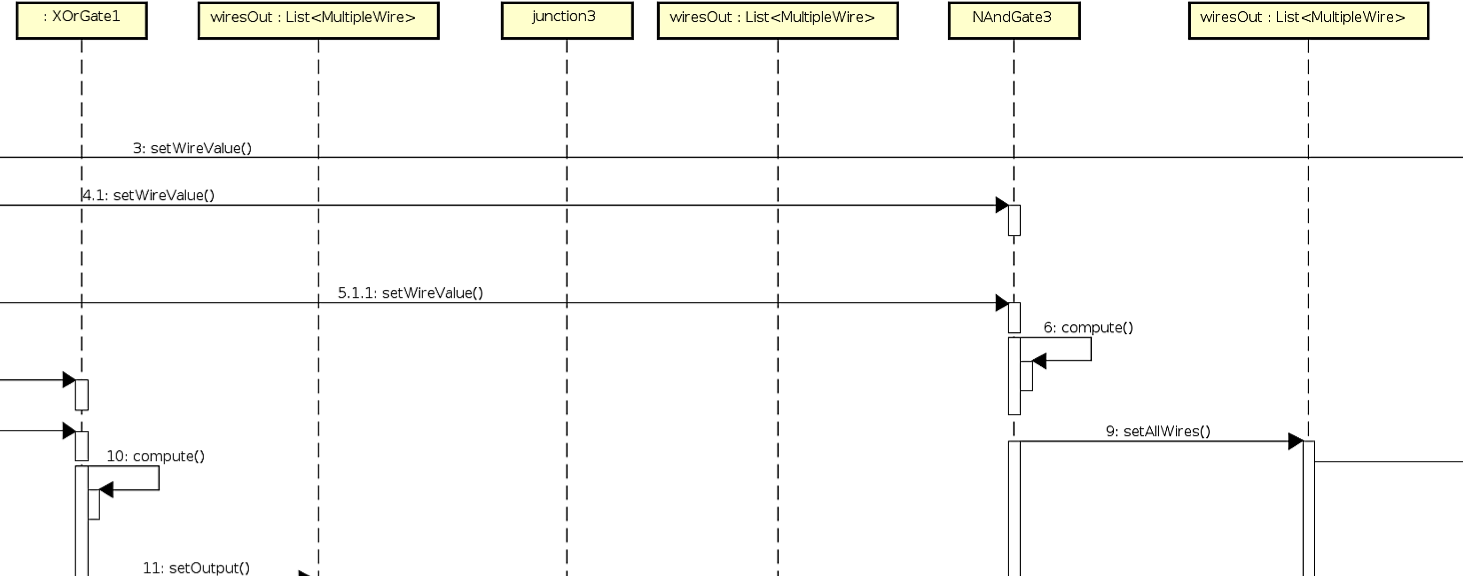 : XOrGate1
wiresOut : List<MultipleWire>
junction3
wiresOut : List<MultipleWire>
NAndGate3
wiresOut : List<MultipleWire>
3: setWireValue()
4.1: setWireValue()
5.1.1: setWireValue()
6: compute()
9: setAllWires()
10: compute()
11: setOutput()